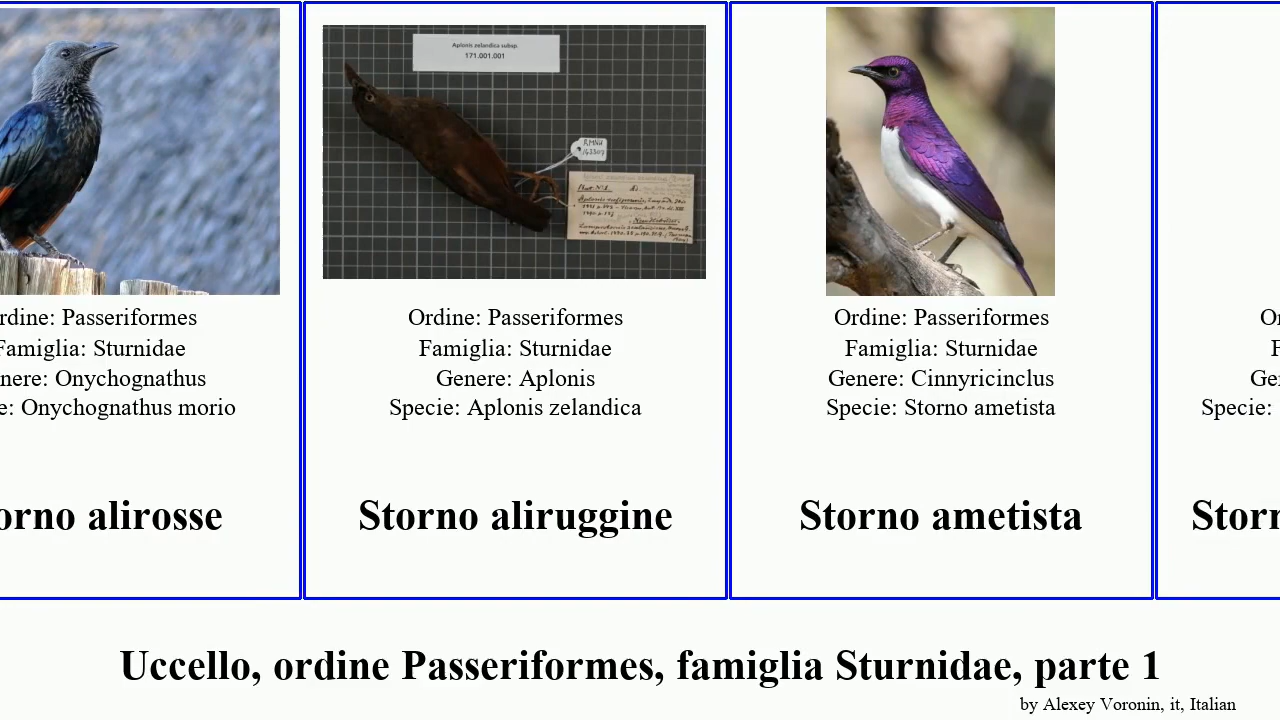 rdine: Passeriformes
Famiglia: Sturnidae
nere: Onychognathus
e: Onychognathus morio
orno alirosse
Aplonis zelandica subsp.
171.001.001
RMNH
Ordine: Passeriformes
Famiglia: Sturnidae
Genere: Aplonis
Specie: Aplonis zelandica
Storno aliruggine
Ordine: Passeriformes
Famiglia: Sturnidae
Genere: Cinnyricinclus
Specie: Storno ametista
Storno ametista
Or
F
Ge
Specie:
Storn
Uccello, ordine Passeriformes, famiglia Sturnidae, parte 1
by Alexey Voronin, it, Italian